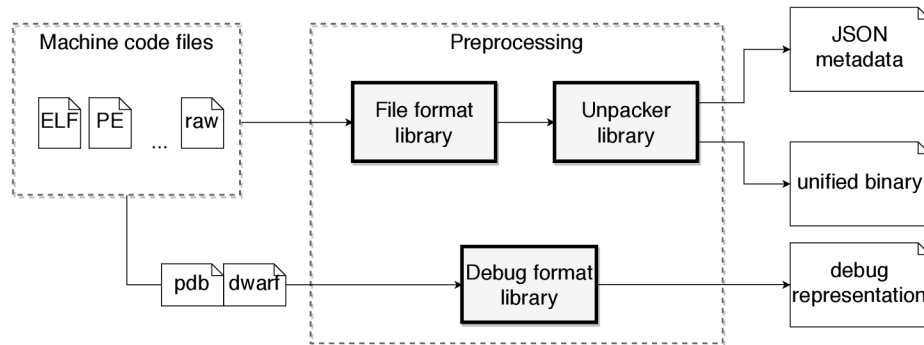 Machine code files
ELF
PE
...
raw
Preprocessing
File format
library
Unpacker
library
JSON
metadata
unified binary
pdb
dwarf
Debug format
library
debug
representation